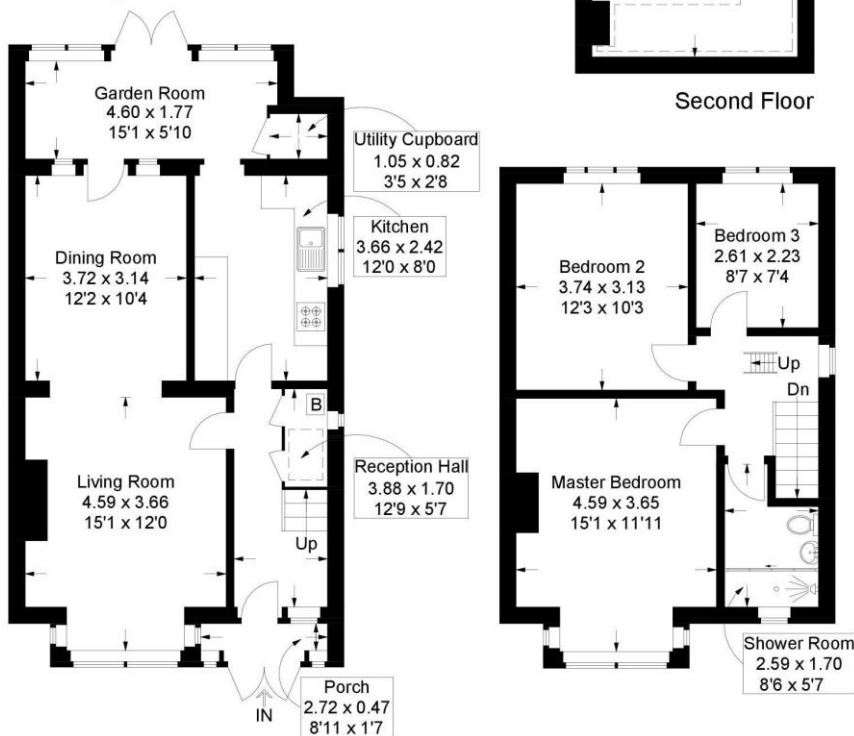 Second Floor
Garden Room
4.60 x 1.77
15'1 x 5'10
Utility Cupboard
1.05 x 0.82
3'5 x 2'8
Kitchen
3.66 x 2.42
12'0 x 8'0
Dining Room
3.72 x 3.14
12'2 x 10'4
B
Reception Hall
3.88 x 1.70
12'9 x 5'7
Living Room
4.59 x 3.66
15'1 x 12'0
Up
Porch
2.72 x 0.47
8'11 x 1'7
IN
Bedroom 2
3.74 x 3.13
12'3 x 10'3
Bedroom 3
2.61 x 2.23
8'7 x 7'4
Up
Dn
Master Bedroom
4.59 x 3.65
15'1 x 11'11
Shower Room
2.59 x 1.70
8'6 x 5'7